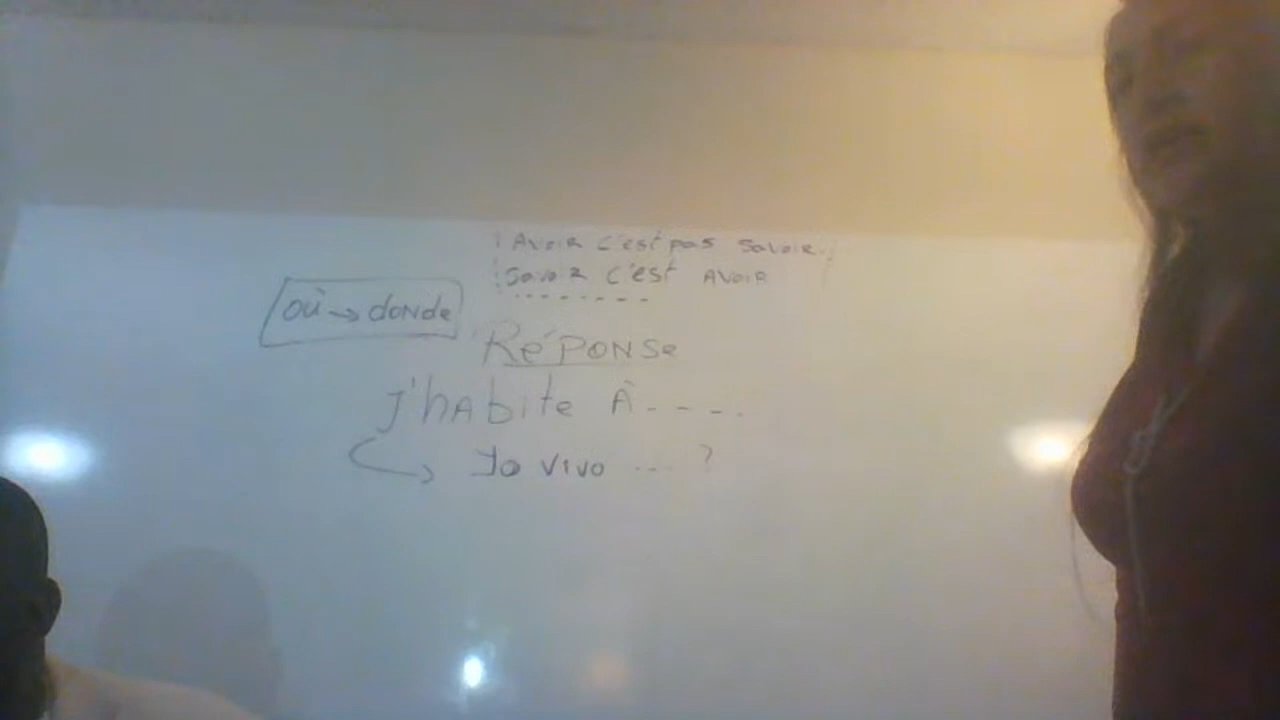 Avoir c'est pas savoir.
Savoir c'est AVOIR
où → donde
RéPONSe
J'hAbite À - - - - .
Yo vivo ... ?